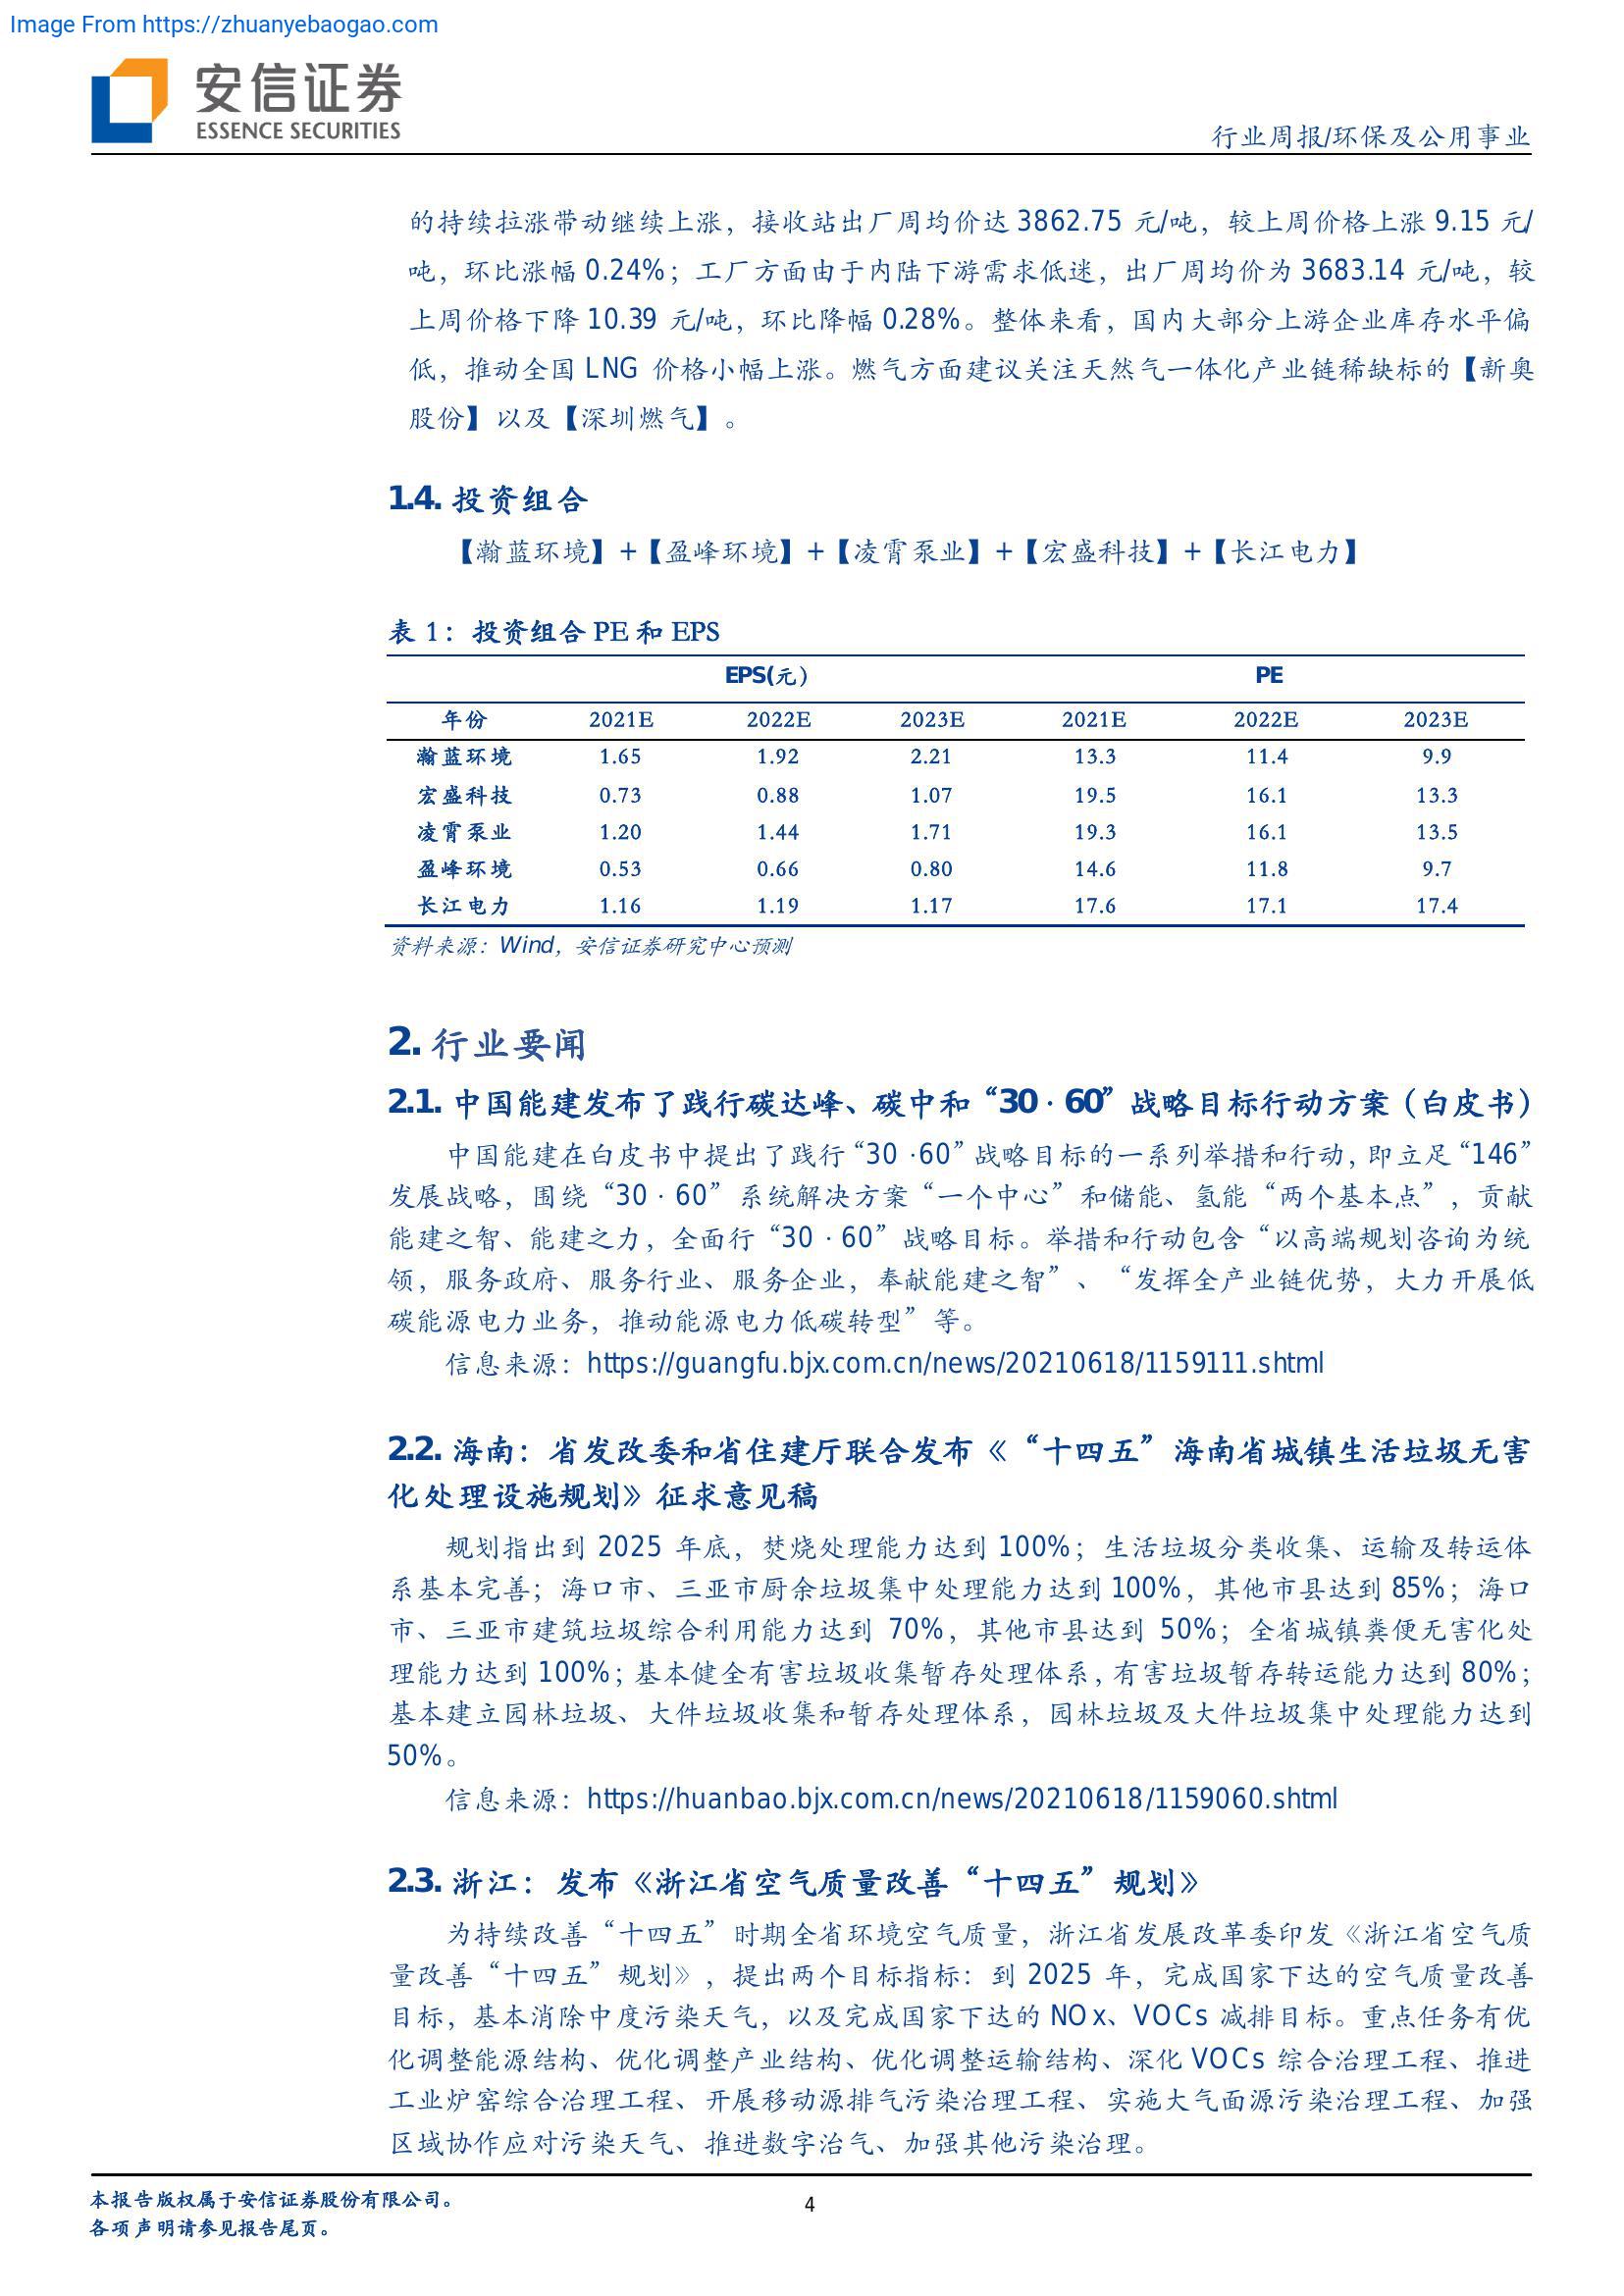 Image From https://zhuanyebaogao.com
安信证券
ESSENCE SECURITIES
行业周报/环保及公用事业
的持续拉涨带动继续上涨，接收站出厂周均价达 3862.75 元/吨，较上周价格上涨 9.15 元/
吨，环比涨幅 0.24%；工厂方面由于内陆下游需求低迷，出厂周均价为 3683.14 元/吨，较
上周价格下降 10.39 元/吨，环比降幅 0.28%。整体来看，国内大部分上游企业库存水平偏
低，推动全国 LNG 价格小幅上涨。燃气方面建议关注天然气一体化产业链稀缺标的【新奥
股份】以及【深圳燃气】。
1.4. 投资组合
【瀚蓝环境】+【盈峰环境】+【凌霄泵业】+【宏盛科技】+【长江电力】
表 1：投资组合 PE 和 EPS
EPS(元） PE
年份 2021E 2022E 2023E 2021E 2022E 2023E
瀚蓝环境 1.65 1.92 2.21 13.3 11.4 9.9
宏盛科技 0.73 0.88 1.07 19.5 16.1 13.3
凌霄泵业 1.20 1.44 1.71 19.3 16.1 13.5
盈峰环境 0.53 0.66 0.80 14.6 11.8 9.7
长江电力 1.16 1.19 1.17 17.6 17.1 17.4
资料来源：Wind，安信证券研究中心预测
2. 行业要闻
2.1. 中国能建发布了践行碳达峰、碳中和“30·60”战略目标行动方案（白皮书）
中国能建在白皮书中提出了践行“30 ·60”战略目标的一系列举措和行动，即立足“146”
发展战略，围绕“30·60”系统解决方案“一个中心”和储能、氢能“两个基本点”，贡献
能建之智、能建之力，全面行“30·60”战略目标。举措和行动包含“以高端规划咨询为统
领，服务政府、服务行业、服务企业，奉献能建之智”、“发挥全产业链优势，大力开展低
碳能源电力业务，推动能源电力低碳转型”等。
信息来源：https://guangfu.bjx.com.cn/news/20210618/1159111.shtml
2.2. 海南：省发改委和省住建厅联合发布《“十四五”海南省城镇生活垃圾无害
化处理设施规划》征求意见稿
规划指出到 2025 年底，焚烧处理能力达到 100%；生活垃圾分类收集、运输及转运体
系基本完善；海口市、三亚市厨余垃圾集中处理能力达到 100%，其他市县达到 85%；海口
市、三亚市建筑垃圾综合利用能力达到 70%，其他市县达到 50%；全省城镇粪便无害化处
理能力达到 100%；基本健全有害垃圾收集暂存处理体系，有害垃圾暂存转运能力达到 80%；
基本建立园林垃圾、大件垃圾收集和暂存处理体系，园林垃圾及大件垃圾集中处理能力达到
50%。
信息来源：https://huanbao.bjx.com.cn/news/20210618/1159060.shtml
2.3. 浙江：发布《浙江省空气质量改善“十四五”规划》
为持续改善“十四五”时期全省环境空气质量，浙江省发展改革委印发《浙江省空气质
量改善“十四五”规划》，提出两个目标指标：到 2025 年，完成国家下达的空气质量改善
目标，基本消除中度污染天气，以及完成国家下达的 NOx、VOCs 减排目标。重点任务有优
化调整能源结构、优化调整产业结构、优化调整运输结构、深化 VOCs 综合治理工程、推进
工业炉窑综合治理工程、开展移动源排气污染治理工程、实施大气面源污染治理工程、加强
区域协作应对污染天气、推进数字治气、加强其他污染治理。
本报告版权属于安信证券股份有限公司。
4
各项声明请参见报告尾页。